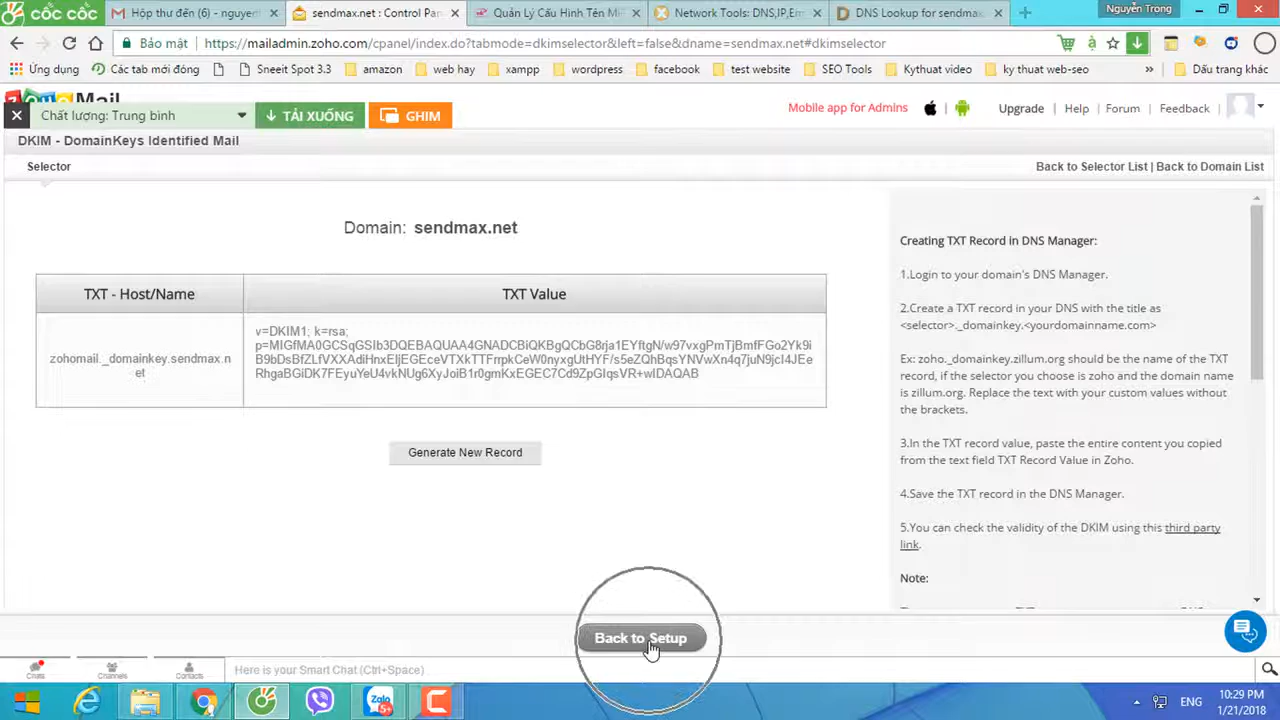 cốc cốc
Hộp thư đến (6) - nguyen
sendmax.net : Control Pan
Quản Lý Cấu Hình Tên Mi
Network Tools: DNS,IP,Em
DNS Lookup for sendmax
Nguyễn Trong
Bảo mật
https://mailadmin.zoho.com/cpanel/index.do?tabmode=dkimselector&left=false&dname=sendmax.net#dkimselector
Ứng dụng
Các tab mới đóng
Sneeit Spot 3.3
amazon
web hay
xampp
wordpress
facebook
test website
SEO Tools
Kythuat video
ky thuat web-seo
»
Dấu trang khác
Mail
Chất lượng: Trung bình
TẢI XUỐNG
GHIM
Mobile app for Admins
Upgrade | Help | Forum | Feedback
DKIM - DomainKeys Identified Mail
Selector
Back to Selector List | Back to Domain List
Domain: sendmax.net
TXT - Host/Name
TXT Value
zohomail._domainkey.sendmax.n
et
v=DKIM1; k=rsa;
p=MIGfMA0GCSqGSIb3DQEBAQUAA4GNADCBiQKBgQCbG8rja1EYftgN/w97vxgPmTjBmfFGo2Yk9i
B9bDsBfZLfVXXAdiHnxEIjEGEceVTXkTTFrrpkCeW0nyxgUtHYF/s5eZQhBqsYNVwXn4q7juN9jcI4JEe
RhgaBGiDK7FEyuYeU4vkNUg6XyJoiB1r0gmKxEGEC7Cd9ZpGIqsVR+wIDAQAB
Generate New Record
Creating TXT Record in DNS Manager:
1.Login to your domain's DNS Manager.
2.Create a TXT record in your DNS with the title as
<selector>._domainkey.<yourdomainname.com>
Ex: zoho._domainkey.zillum.org should be the name of the TXT
record, if the selector you choose is zoho and the domain name
is zillum.org. Replace the text with your custom values without
the brackets.
3.In the TXT record value, paste the entire content you copied
from the text field TXT Record Value in Zoho.
4.Save the TXT record in the DNS Manager.
5.You can check the validity of the DKIM using this third party
link.
Note:
Back to Setup
Chats
Channels
Contacts
Here is your Smart Chat (Ctrl+Space)
Zalo
5+
ENG
10:29 PM
1/21/2018